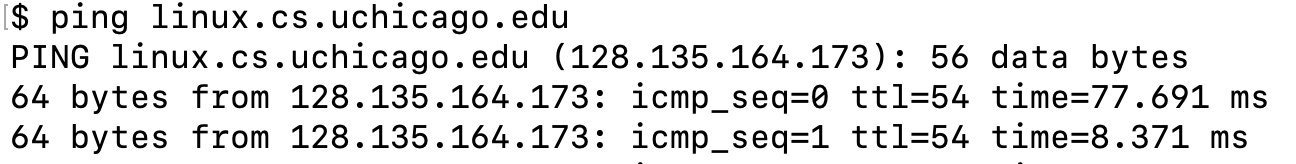 [$ ping linux.cs.uchicago.edu
PING linux.cs.uchicago.edu (128.135.164.173): 56 data bytes
64 bytes from 128.135.164.173: icmp_seq=0 ttl=54 time=77.691 ms
64 bytes from 128.135.164.173: icmp_seq=1 ttl=54 time=8.371 ms